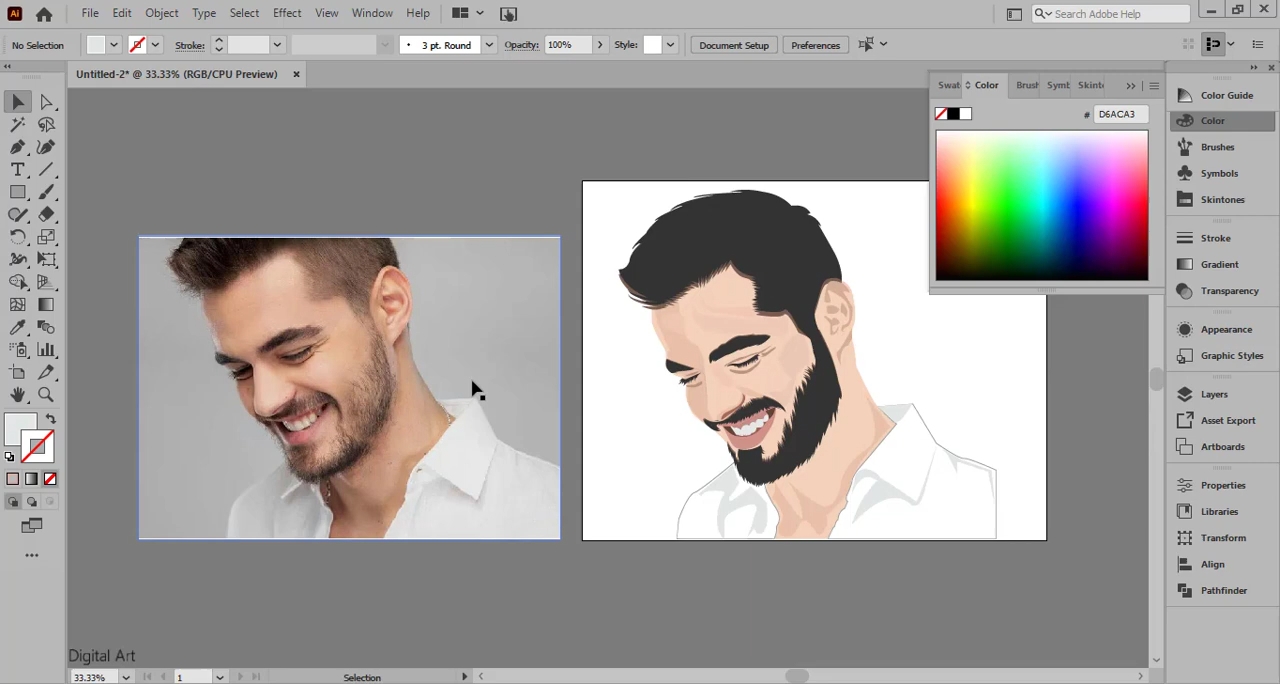 Ai File Edit Object Type Select Effect View Window Help Search Adobe Help
No Selection Stroke: 3 pt. Round Opacity: 100% Style: Document Setup Preferences
Untitled-2* @ 33.33% (RGB/CPU Preview)
Swat Color Brush Symb Skinto
# D6ACA3
Color Guide
Color
Brushes
Symbols
Skintones
Stroke
Gradient
Transparency
Appearance
Graphic Styles
Layers
Asset Export
Artboards
Properties
Libraries
Transform
Align
Pathfinder
Digital Art
33.33% 1 Selection